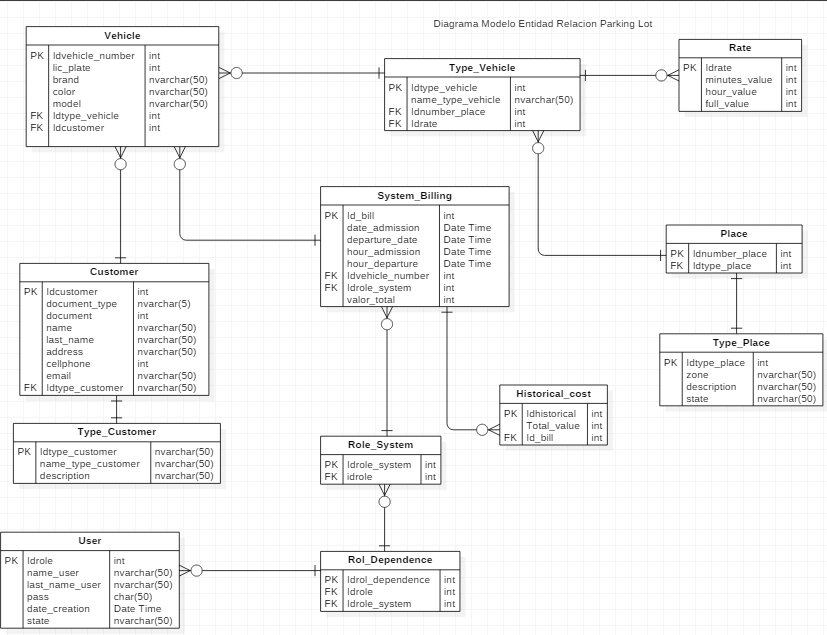 Diagrama Modelo Entidad Relacion Parking Lot
Vehicle
PK Idvehicle_number int
lic_plate int
brand nvarchar(50)
color nvarchar(50)
model nvarchar(50)
FK Idtype_vehicle int
FK Idcustomer int
Type_Vehicle
PK Idtype_vehicle int
name_type_vehicle nvarchar(50)
FK Idnumber_place int
FK Idrate int
Rate
PK Idrate int
minutes_value int
hour_value int
full_value int
System_Billing
PK Id_bill int
date_admission Date Time
departure_date Date Time
hour_admission Date Time
hour_departure Date Time
FK Idvehicle_number int
FK Idrole_system int
valor_total int
Place
PK Idnumber_place int
FK Idtype_place int
Customer
PK Idcustomer int
document_type nvarchar(5)
document int
name nvarchar(50)
last_name nvarchar(50)
address nvarchar(50)
cellphone int
email nvarchar(50)
FK Idtype_customer nvarchar(50)
Type_Place
PK Idtype_place int
zone nvarchar(50)
description nvarchar(50)
state nvarchar(50)
Historical_cost
PK Idhistorical int
Total_value int
FK Id_bill int
Type_Customer
PK Idtype_customer nvarchar(50)
name_type_customer nvarchar(50)
description nvarchar(50)
Role_System
PK Idrole_system int
FK idrole int
User
PK Idrole int
name_user nvarchar(50)
last_name_user nvarchar(50)
pass char(50)
date_creation Date Time
state nvarchar(50)
Rol_Dependence
PK Idrol_dependence int
FK Idrole int
FK Idrole_system int